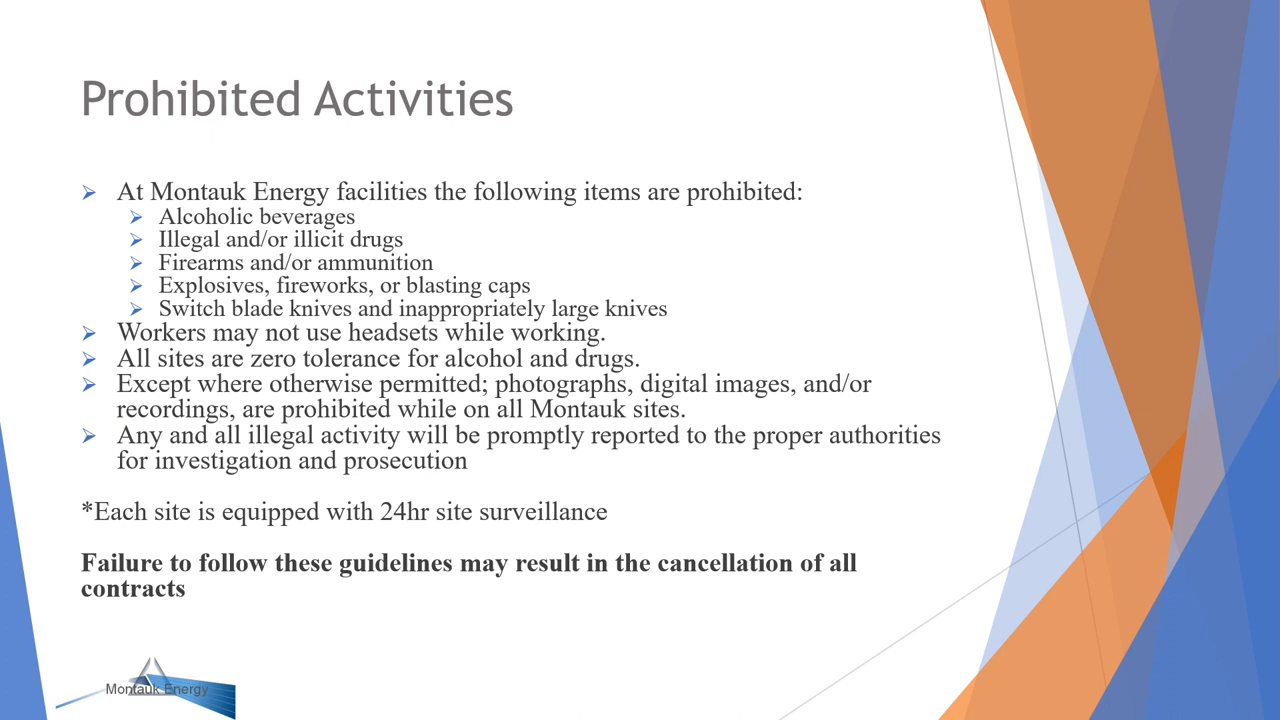 Prohibited Activities
At Montauk Energy facilities the following items are prohibited:
Alcoholic beverages
Illegal and/or illicit drugs
Firearms and/or ammunition
Explosives, fireworks, or blasting caps
Switch blade knives and inappropriately large knives
Workers may not use headsets while working.
All sites are zero tolerance for alcohol and drugs.
Except where otherwise permitted; photographs, digital images, and/or
recordings, are prohibited while on all Montauk sites.
Any and all illegal activity will be promptly reported to the proper authorities
for investigation and prosecution
*Each site is equipped with 24hr site surveillance
Failure to follow these guidelines may result in the cancellation of all
contracts
Montauk Energy